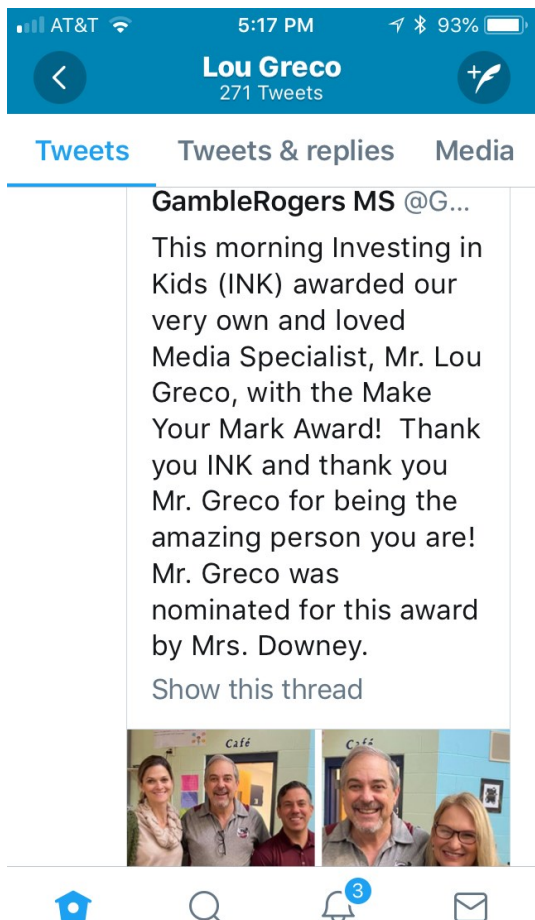 AT&T 5:17 PM 93%
Lou Greco
271 Tweets
Tweets Tweets & replies Media
GambleRogers MS @G...
This morning Investing in
Kids (INK) awarded our
very own and loved
Media Specialist, Mr. Lou
Greco, with the Make
Your Mark Award!  Thank
you INK and thank you
Mr. Greco for being the
amazing person you are!
Mr. Greco was
nominated for this award
by Mrs. Downey.
Show this thread
Café Café
3